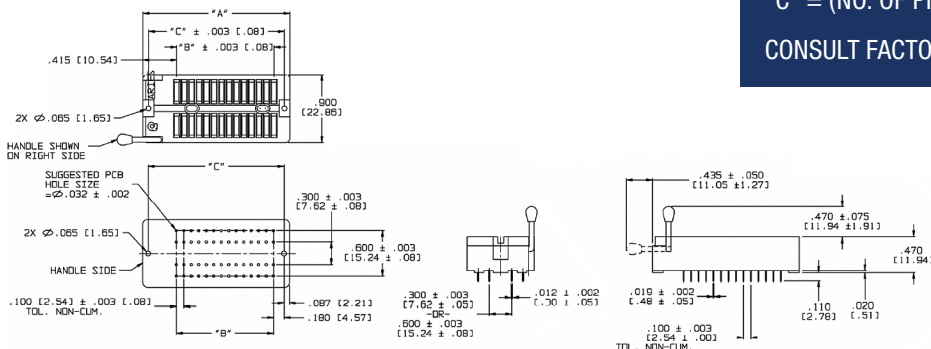 "C" = (NO. OF P
CONSULT FACTO
"A"
"C" ± .003 [.08]
"B" ± .003 [.08]
.415 [10.54]
ARIES
.900
[22.86]
2X Ø.065 [1.65]
HANDLE SHOWN
ON RIGHT SIDE
"C"
SUGGESTED PCB
HOLE SIZE
=Ø.032 ± .002
.300 ± .003
[7.62 ± .08]
2X Ø.065 [1.65]
.600 ± .003
[15.24 ± .08]
HANDLE SIDE
.100 [2.54] ± .003 [.08]
TOL. NON-CUM.
.087 [2.21]
.180 [4.57]
"B"
.300 ± .003
[7.62 ± .05]
-OR-
.600 ± .003
[15.24 ± .08]
.012 ± .002
[.30 ± .05]
.435 ± .050
[11.05 ±1.27]
.470 ±.075
[11.94 ±1.91]
.470
[11.94]
.019 ± .002
[.48 ± .05]
.110
[2.78]
.020
[.51]
.100 ± .003
[2.54 ± .00]
TOL. NON-CUM.